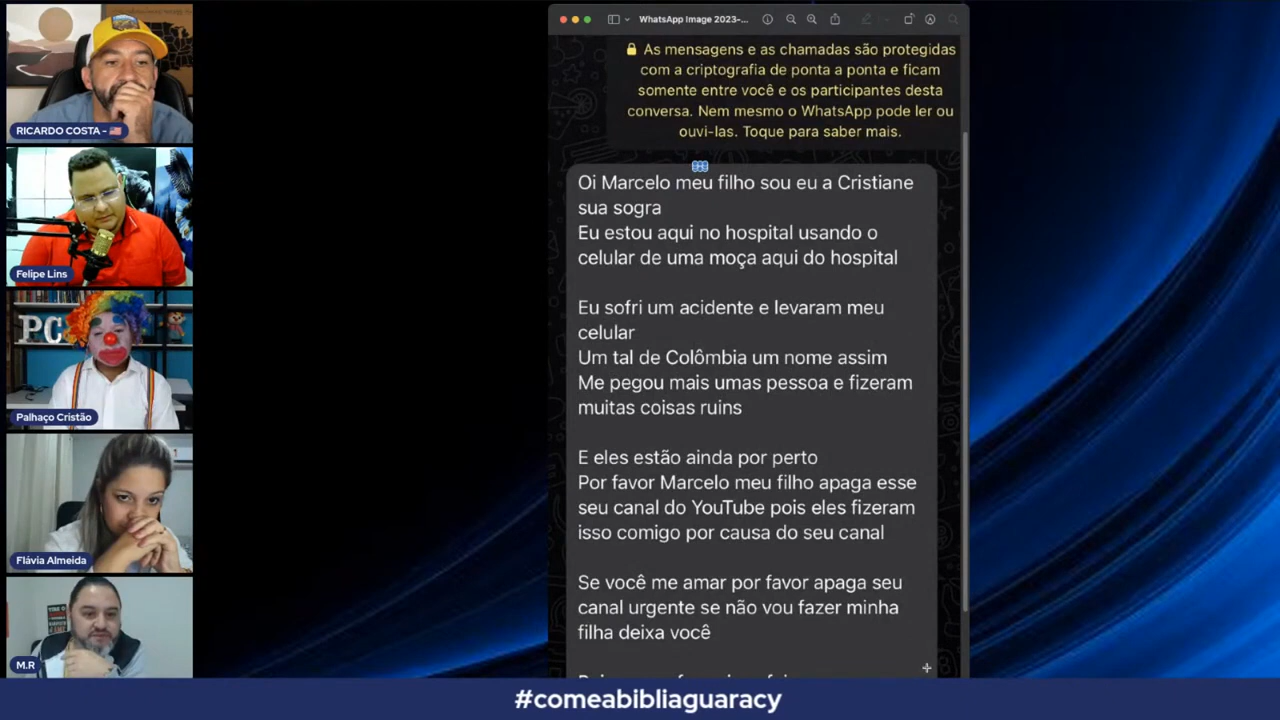 WhatsApp Image 2023-...
As mensagens e as chamadas são protegidas
com a criptografia de ponta a ponta e ficam
somente entre você e os participantes desta
conversa. Nem mesmo o WhatsApp pode ler ou
ouvi-las. Toque para saber mais.
Oi Marcelo meu filho sou eu a Cristiane
sua sogra
Eu estou aqui no hospital usando o
celular de uma moça aqui do hospital
Eu sofri um acidente e levaram meu
celular
Um tal de Colômbia um nome assim
Me pegou mais umas pessoa e fizeram
muitas coisas ruins
E eles estão ainda por perto
Por favor Marcelo meu filho apaga esse
seu canal do YouTube pois eles fizeram
isso comigo por causa do seu canal
Se você me amar por favor apaga seu
canal urgente se não vou fazer minha
filha deixa você
RICARDO COSTA -
Felipe Lins
PC
Palhaço Cristão
Flávia Almeida
M.R
#comeabibliaguaracy